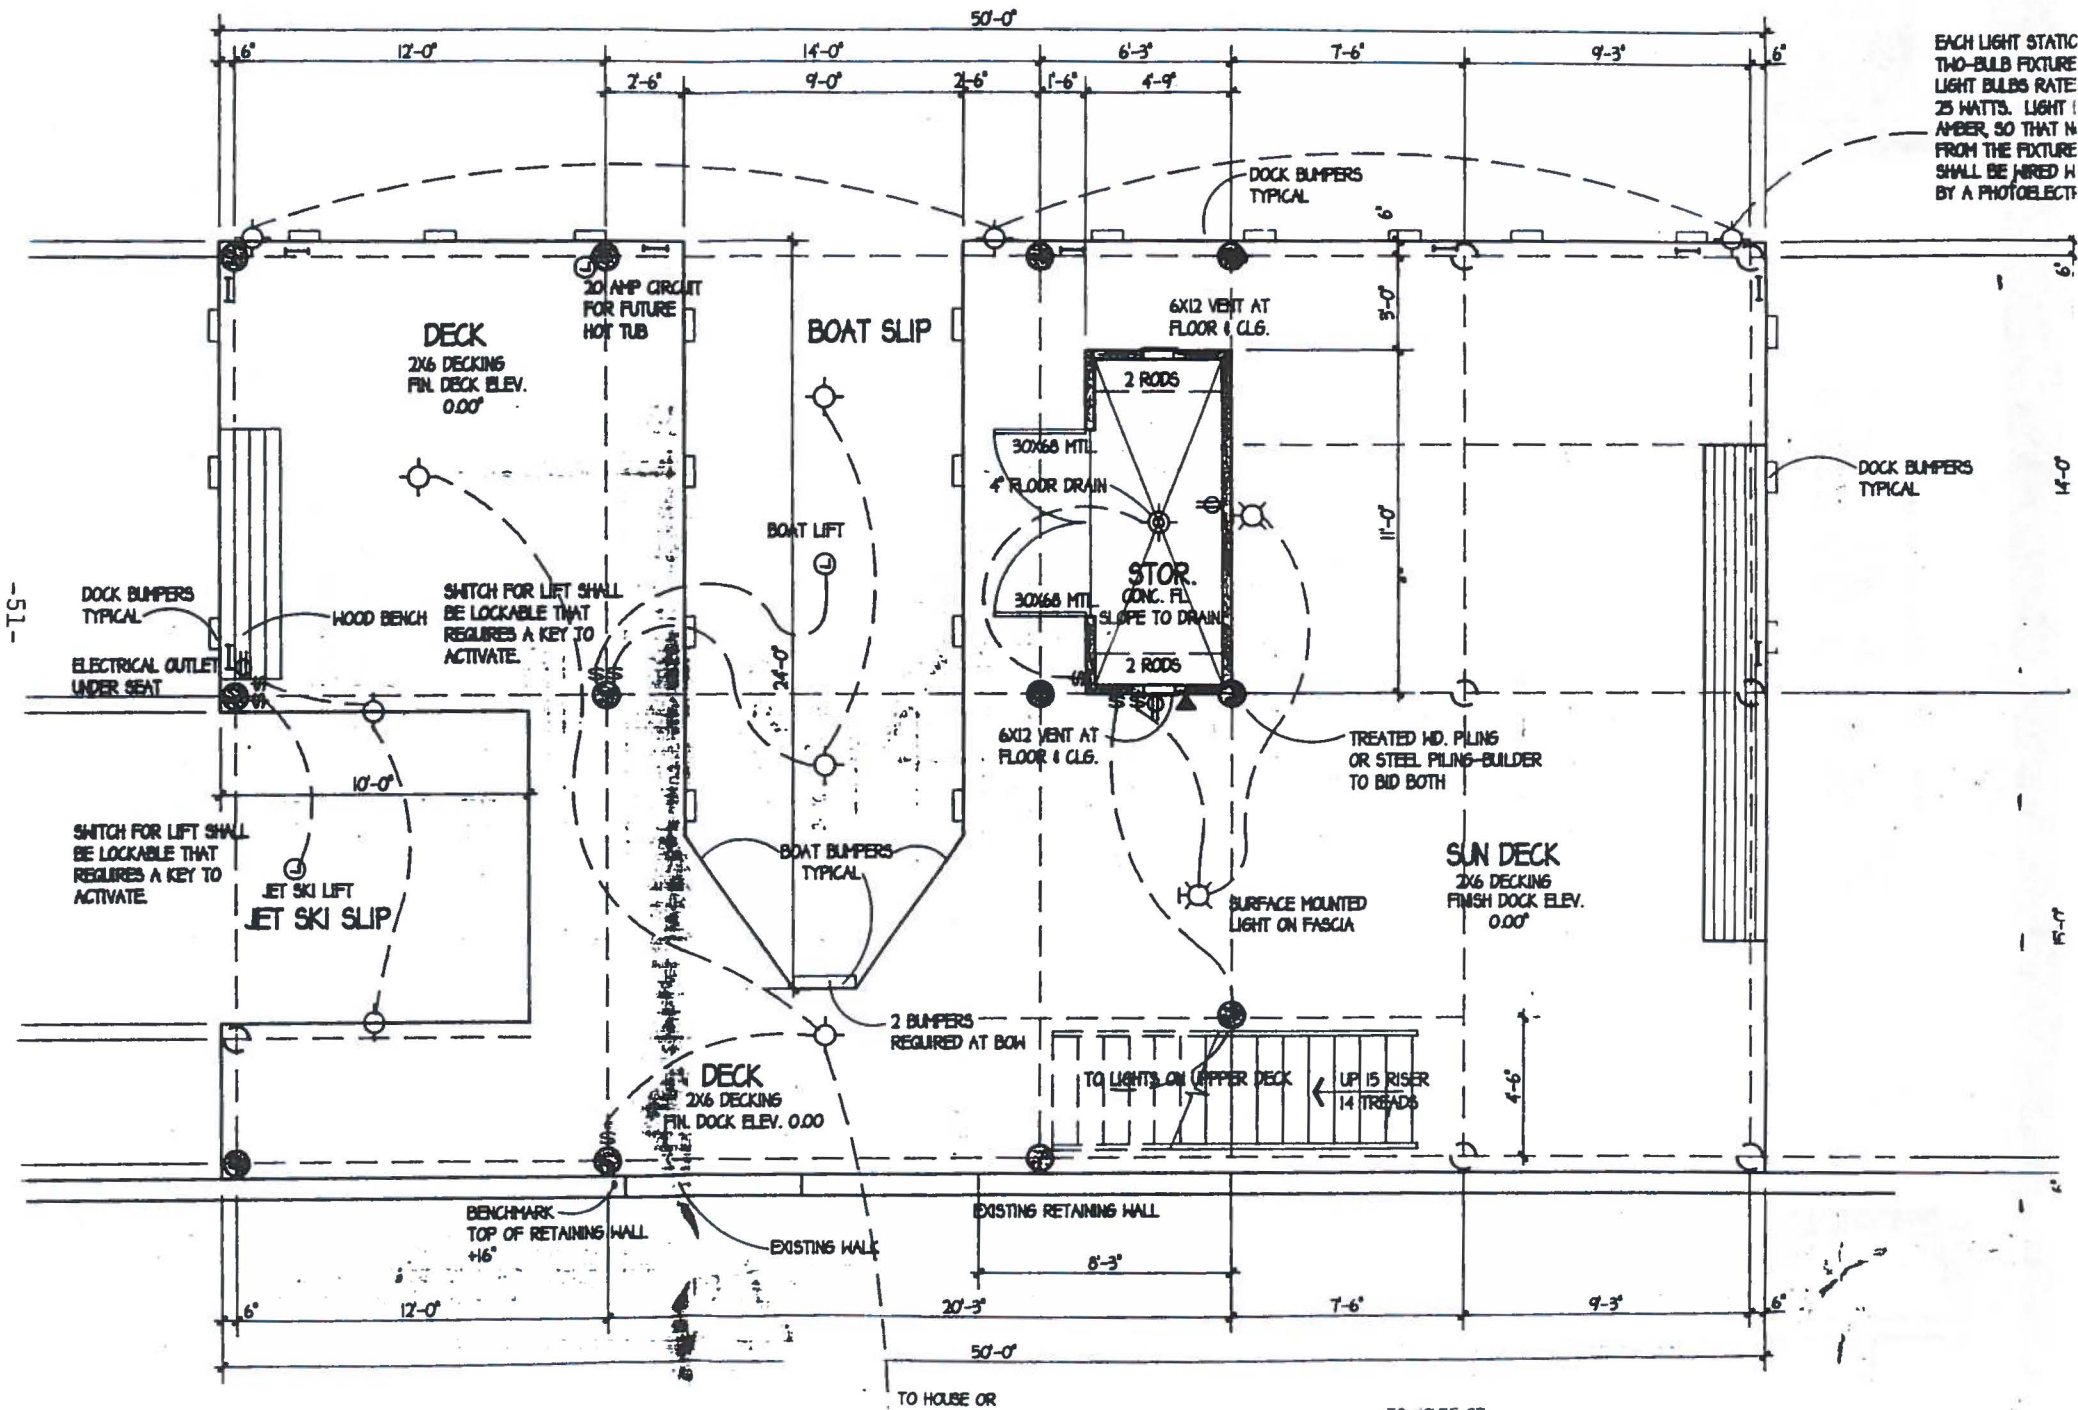 50'-0"
6"
12'-0"
14'-0"
6'-3"
7'-6"
9'-3"
6"
2'-6"
9'-0"
2'-6"
1'-6"
4'-9"
EACH LIGHT STATIC
TWO-BULB FIXTURE
LIGHT BULBS RATE
25 WATTS. LIGHT
AMBER, SO THAT N
FROM THE FIXTURE
SHALL BE WIRED W
BY A PHOTOELECT
DOCK BUMPERS
TYPICAL
6"
6"
20 AMP CIRCUIT
FOR FUTURE
HOT TUB
DECK
2X6 DECKING
FIN. DECK ELEV.
0.00"
BOAT SLIP
6X12 VENT AT
FLOOR & CLG.
3'-0"
2 RODS
30X68 MTL.
4" FLOOR DRAIN
DOCK BUMPERS
TYPICAL
14'-0"
11'-0"
BOAT LIFT
L
STOR.
CONC. FL.
SLOPE TO DRAIN
30X68 MTL.
2 RODS
-51-
DOCK BUMPERS
TYPICAL
WOOD BENCH
SWITCH FOR LIFT SHALL
BE LOCKABLE THAT
REQUIRES A KEY TO
ACTIVATE.
ELECTRICAL OUTLET
UNDER SEAT
24'-0"
6X12 VENT AT
FLOOR & CLG.
TREATED WD. PILING
OR STEEL PILING-BUILDER
TO BID BOTH
10'-0"
SWITCH FOR LIFT SHALL
BE LOCKABLE THAT
REQUIRES A KEY TO
ACTIVATE.
L
JET SKI LIFT
JET SKI SLIP
BOAT BUMPERS
TYPICAL
SURFACE MOUNTED
LIGHT ON FASCIA
SUN DECK
2X6 DECKING
FINISH DOCK ELEV.
0.00"
2 BUMPERS
REQUIRED AT BOW
DECK
2X6 DECKING
FIN. DOCK ELEV. 0.00
TO LIGHTS ON UPPPER DECK
UP 15 RISER
14 TREADS
4'-6"
6"
BENCHMARK
TOP OF RETAINING WALL
+16"
EXISTING WALK
EXISTING RETAINING WALL
8'-3"
6"
12'-0"
20'-3"
7'-6"
9'-3"
6"
50'-0"
TO HOUSE OR